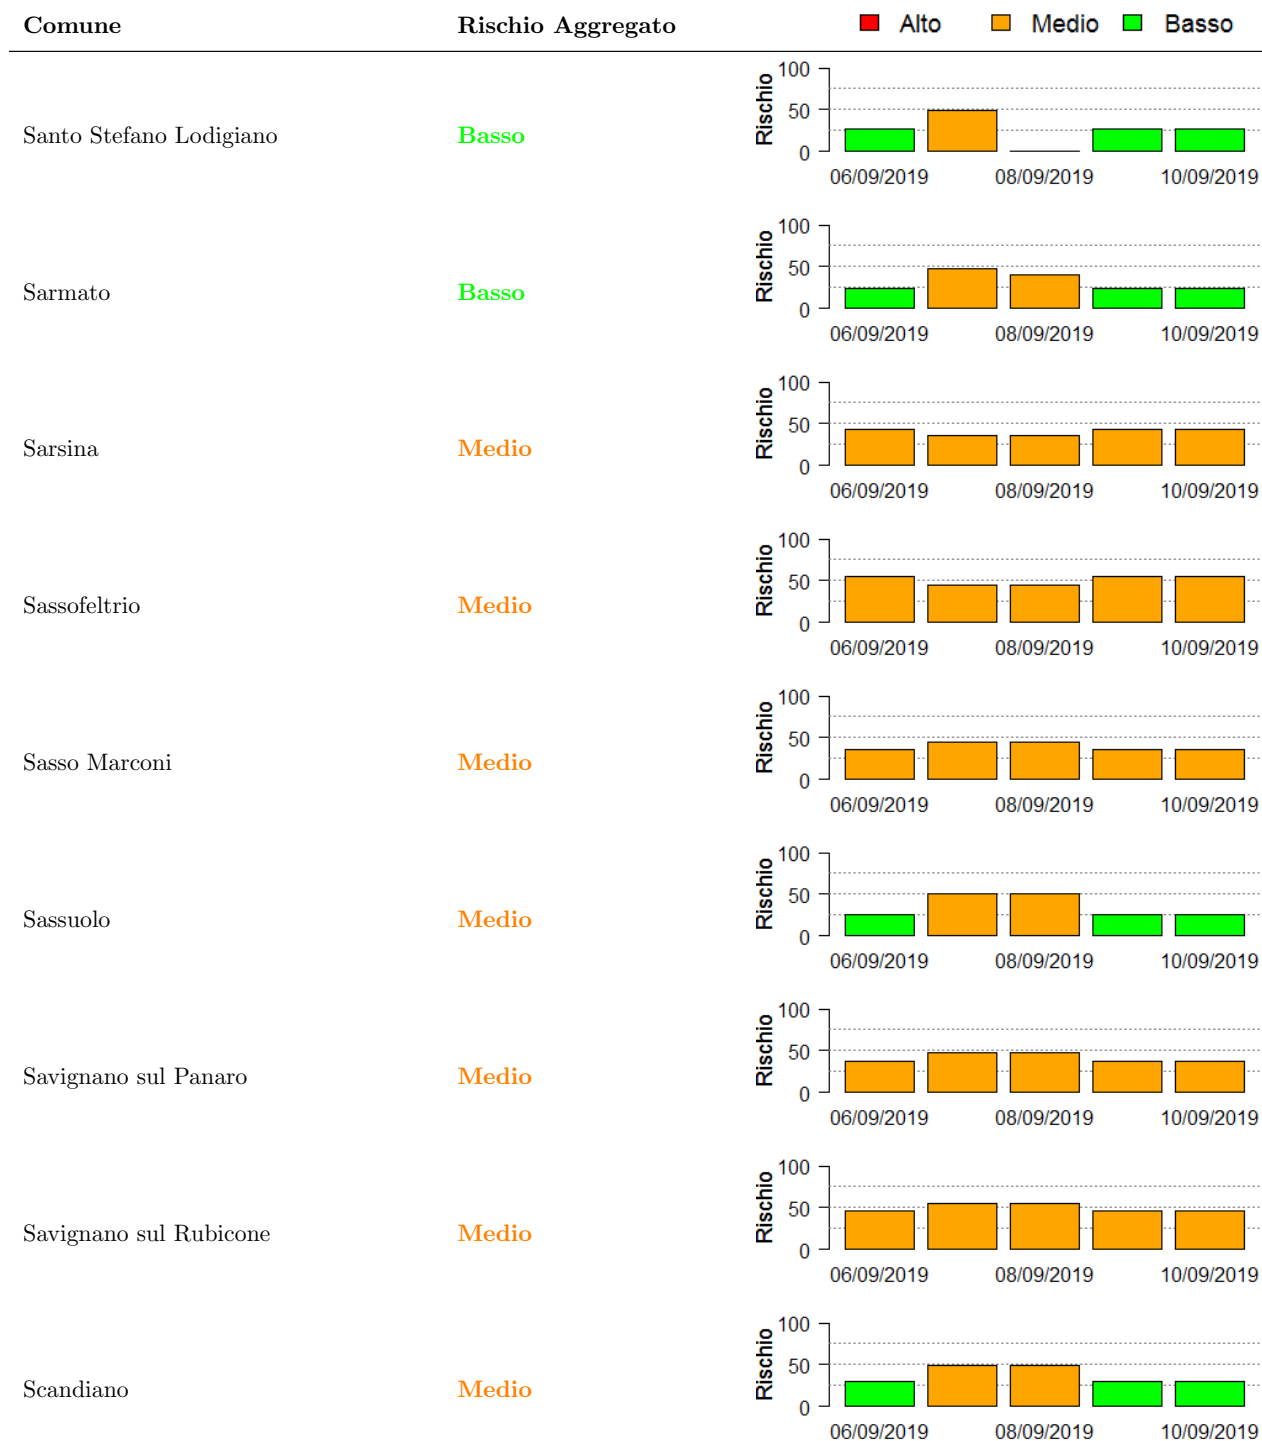 Comune Rischio Aggregato Alto Medio Basso
Santo Stefano Lodigiano Basso Rischio 100 50 0
06/09/2019 08/09/2019 10/09/2019
Sarmato Basso Rischio 100 50 0
06/09/2019 08/09/2019 10/09/2019
Sarsina Medio Rischio 100 50 0
06/09/2019 08/09/2019 10/09/2019
Sassofeltrio Medio Rischio 100 50 0
06/09/2019 08/09/2019 10/09/2019
Sasso Marconi Medio Rischio 100 50 0
06/09/2019 08/09/2019 10/09/2019
Sassuolo Medio Rischio 100 50 0
06/09/2019 08/09/2019 10/09/2019
Savignano sul Panaro Medio Rischio 100 50 0
06/09/2019 08/09/2019 10/09/2019
Savignano sul Rubicone Medio Rischio 100 50 0
06/09/2019 08/09/2019 10/09/2019
Scandiano Medio Rischio 100 50 0
06/09/2019 08/09/2019 10/09/2019